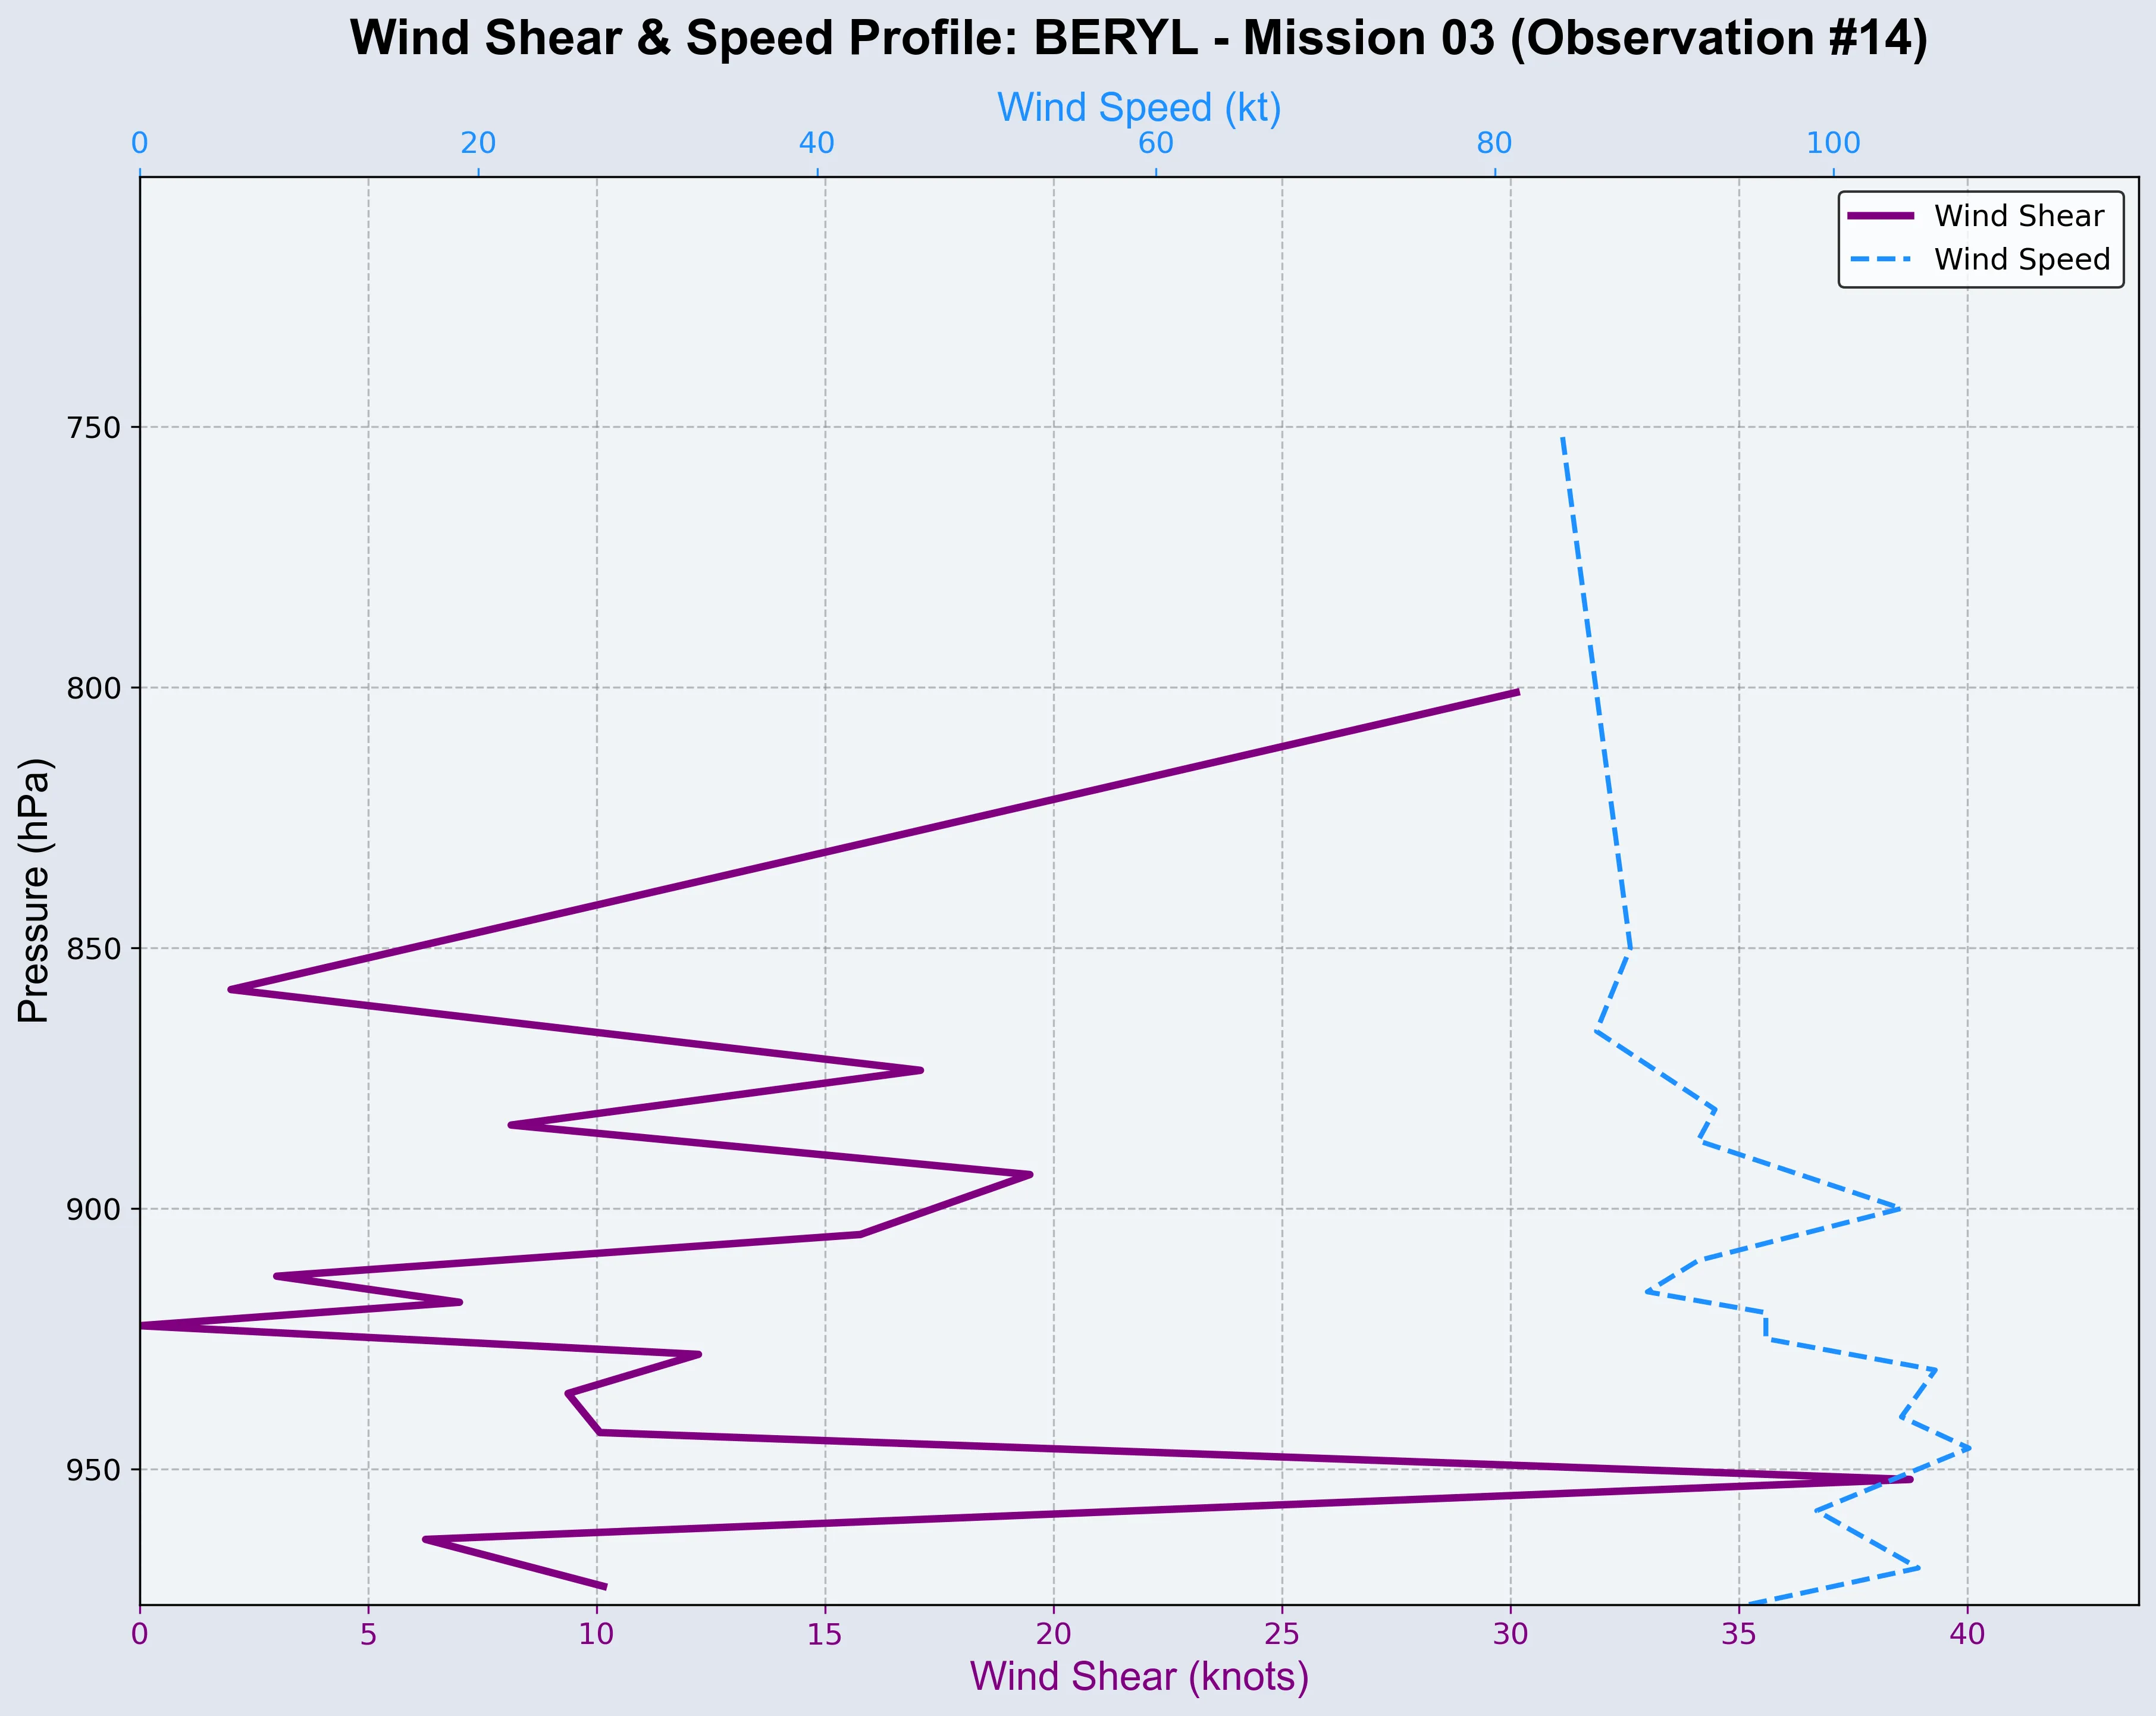 Wind Shear & Speed Profile: BERYL - Mission 03 (Observation #14)
Wind Speed (kt)
0 20 40 60 80 100
Wind Shear
Wind Speed
750
800
850
900
950
Pressure (hPa)
0 5 10 15 20 25 30 35 40
Wind Shear (knots)